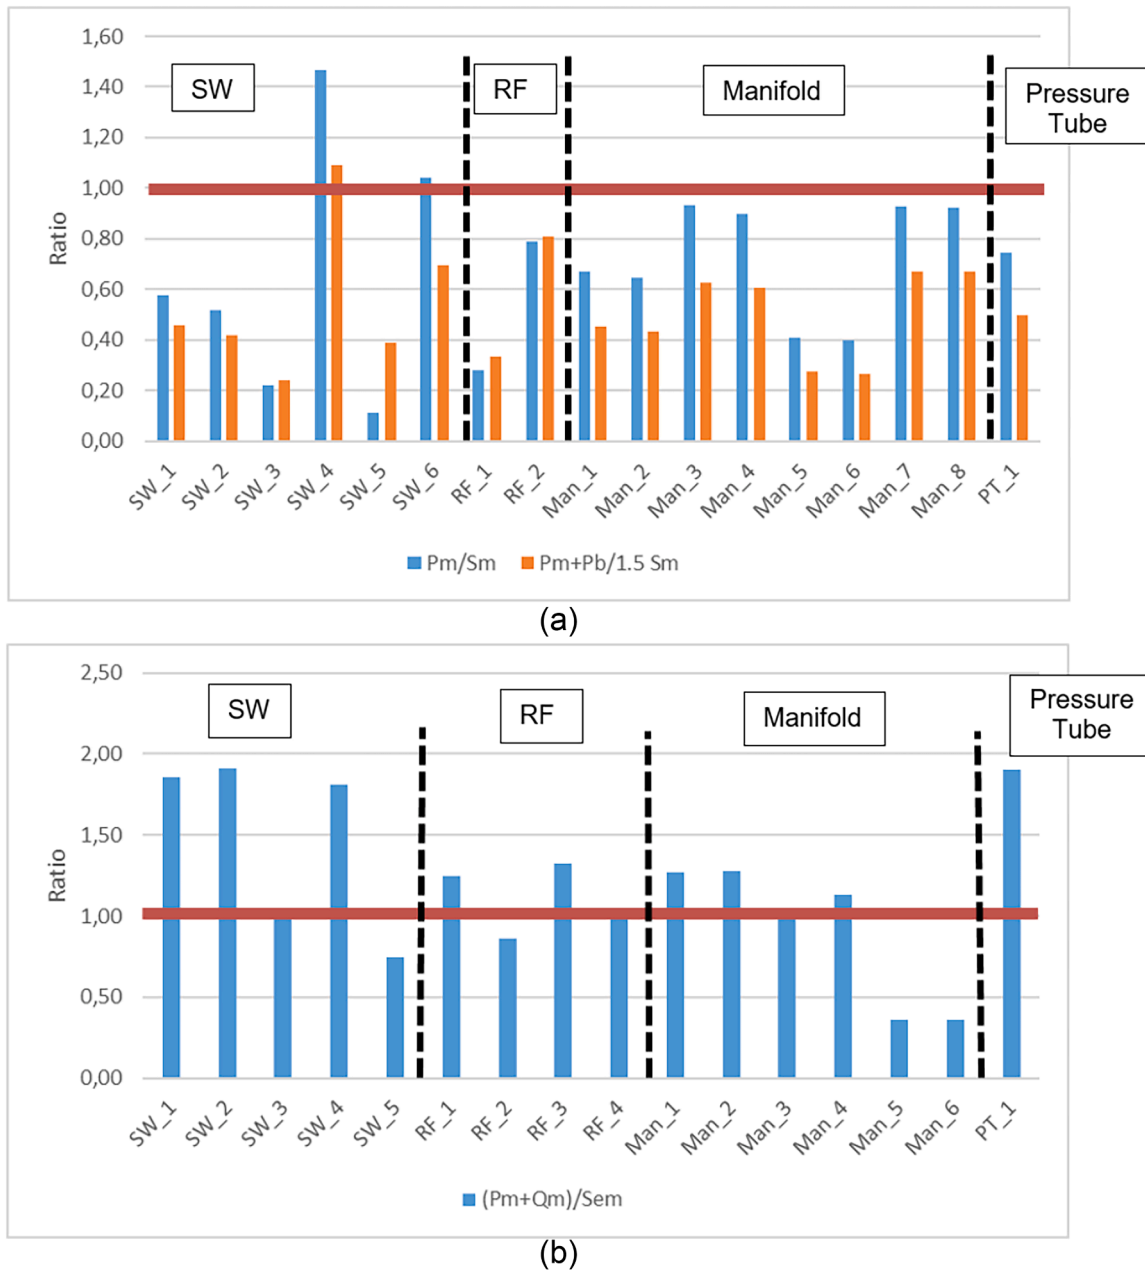 (a)
1,60
1,40
1,20
1,00
0,80
0,60
0,40
0,20
0,00
Ratio
SW
RF
Manifold
Pressure
Tube
SW_1
SW_2
SW_3
SW_4
SW_5
SW_6
RF_1
RF_2
Man_1
Man_2
Man_3
Man_4
Man_5
Man_6
Man_7
Man_8
PT_1
Pm/Sm
Pm+Pb/1.5 Sm
(a)
2,50
2,00
1,50
1,00
0,50
0,00
Ratio
SW
RF
Manifold
Pressure
Tube
SW_1
SW_2
SW_3
SW_4
SW_5
RF_1
RF_2
RF_3
RF_4
Man_1
Man_2
Man_3
Man_4
Man_5
Man_6
PT_1
(Pm+Qm)/Sem
(b)